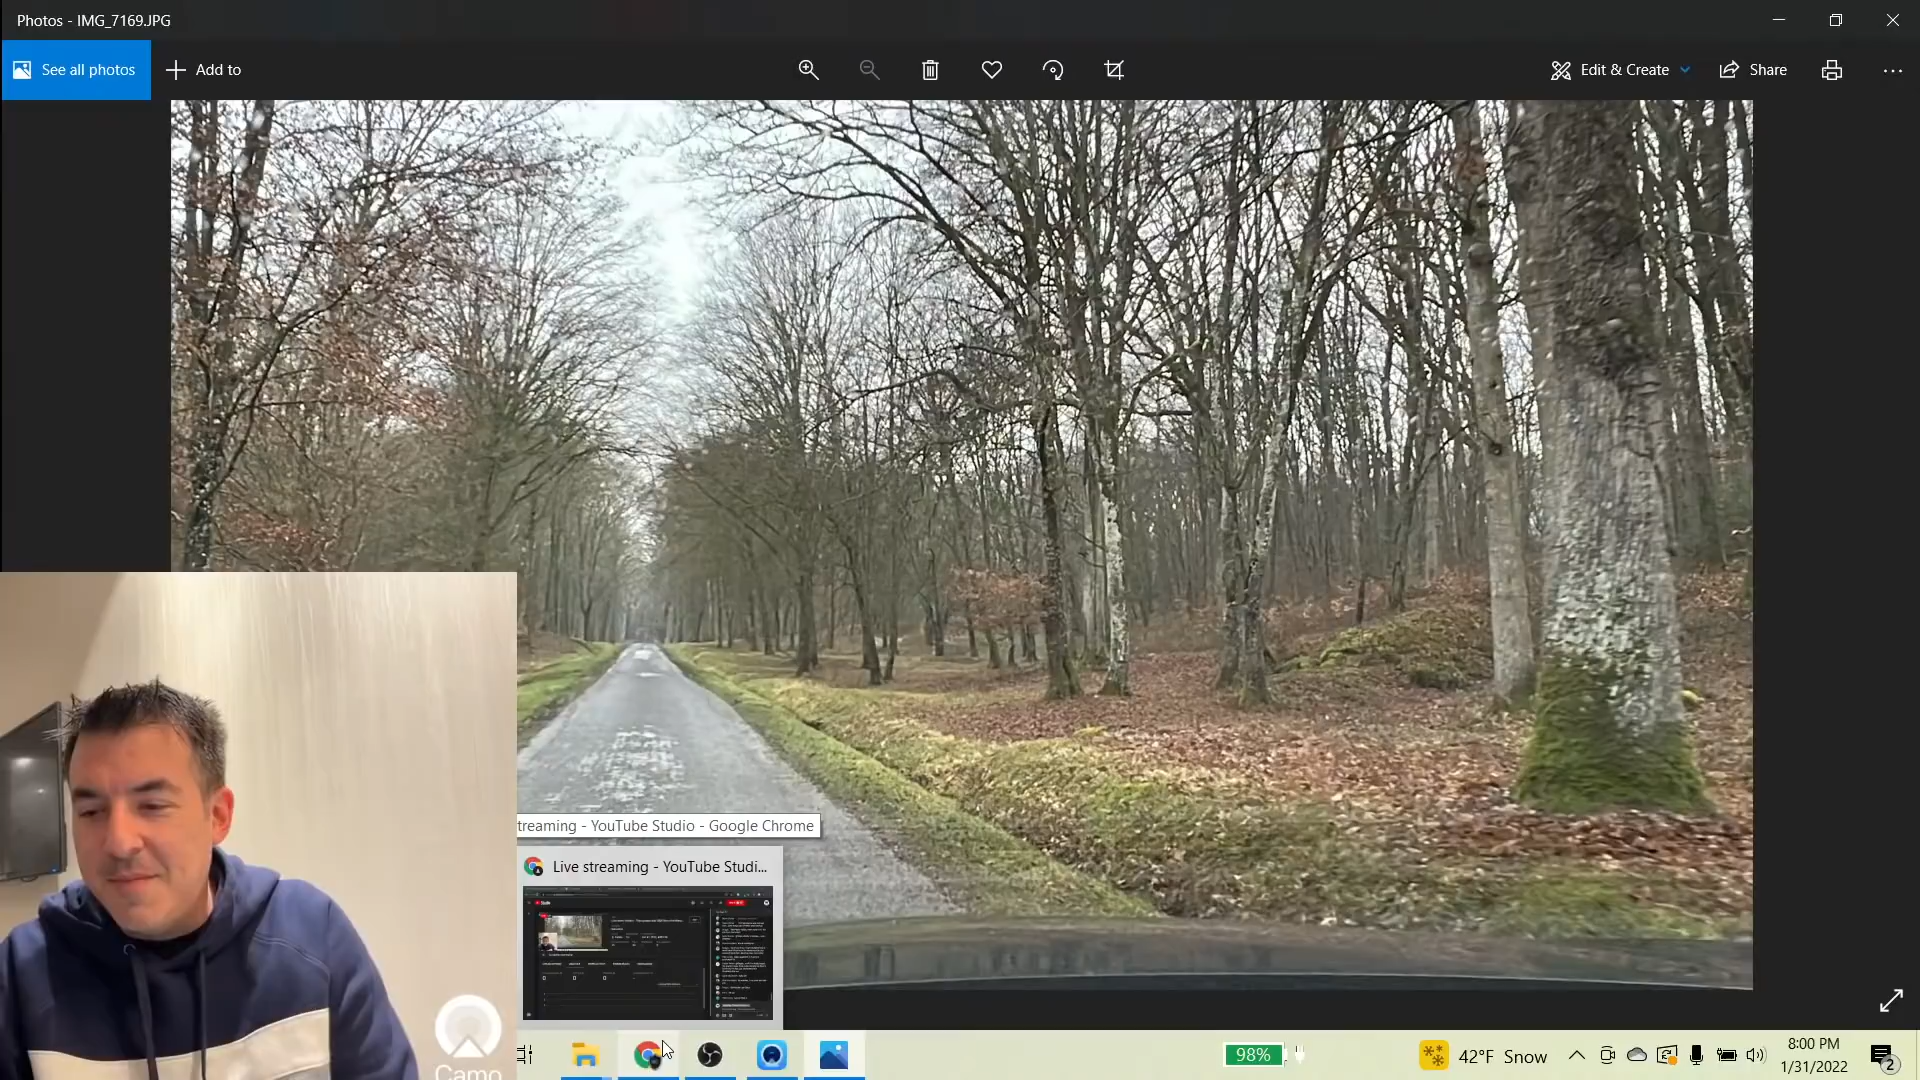 Photos - IMG_7169.JPG
See all photos
Add to
Edit & Create
Share
treaming - YouTube Studio - Google Chrome
Live streaming - YouTube Studi...
Camo
98%
42°F Snow
8:00 PM
1/31/2022
2